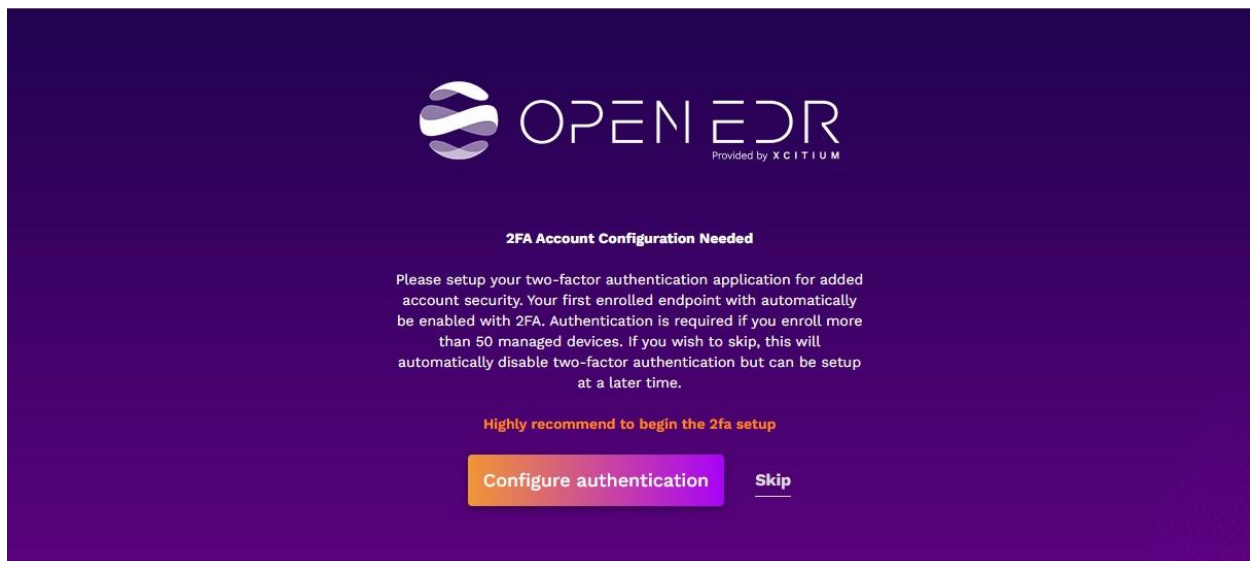 OPEN EDR
Provided by XCITIUM
2FA Account Configuration Needed
Please setup your two-factor authentication application for added
account security. Your first enrolled endpoint with automatically
be enabled with 2FA. Authentication is required if you enroll more
than 50 managed devices. If you wish to skip, this will
automatically disable two-factor authentication but can be setup
at a later time.
Highly recommend to begin the 2fa setup
Configure authentication Skip